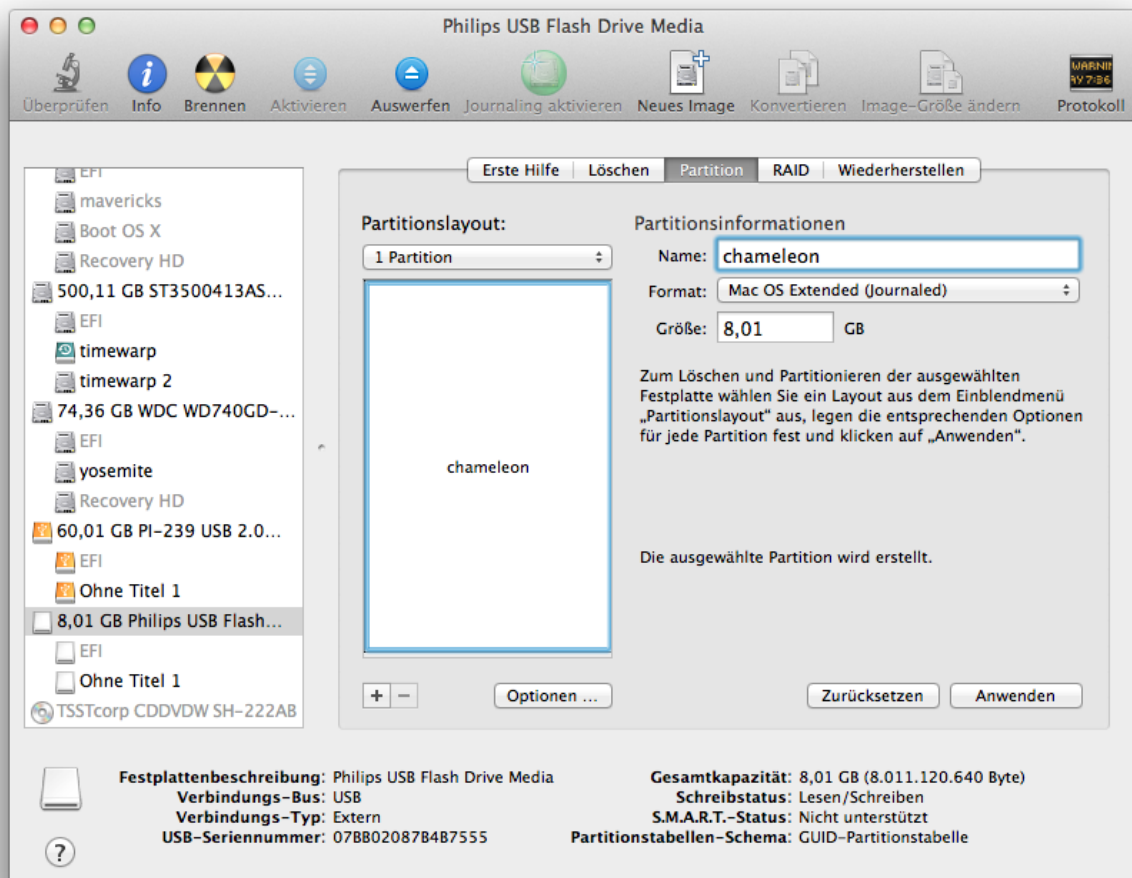 Philips USB Flash Drive Media
Überprüfen Info Brennen Aktivieren Auswerfen Journaling aktivieren Neues Image Konvertieren Image-Größe ändern Protokoll
WARNIN
AY 7:36
EFI
mavericks
Boot OS X
Recovery HD
500,11 GB ST3500413AS...
EFI
timewarp
timewarp 2
74,36 GB WDC WD740GD-...
EFI
yosemite
Recovery HD
60,01 GB PI-239 USB 2.0...
EFI
Ohne Titel 1
8,01 GB Philips USB Flash...
EFI
Ohne Titel 1
TSSTcorp CDDVDW SH-222AB
Erste Hilfe Löschen Partition RAID Wiederherstellen
Partitionslayout:
1 Partition
chameleon
+ −
Optionen ...
Partitionsinformationen
Name: chameleon
Format: Mac OS Extended (Journaled)
Größe: 8,01 GB
Zum Löschen und Partitionieren der ausgewählten
Festplatte wählen Sie ein Layout aus dem Einblendmenü
„Partitionslayout“ aus, legen die entsprechenden Optionen
für jede Partition fest und klicken auf „Anwenden“.
Die ausgewählte Partition wird erstellt.
Zurücksetzen Anwenden
Festplattenbeschreibung: Philips USB Flash Drive Media
Verbindungs-Bus: USB
Verbindungs-Typ: Extern
USB-Seriennummer: 07BB02087B4B7555
Gesamtkapazität: 8,01 GB (8.011.120.640 Byte)
Schreibstatus: Lesen/Schreiben
S.M.A.R.T.-Status: Nicht unterstützt
Partitionstabellen-Schema: GUID-Partitionstabelle
?